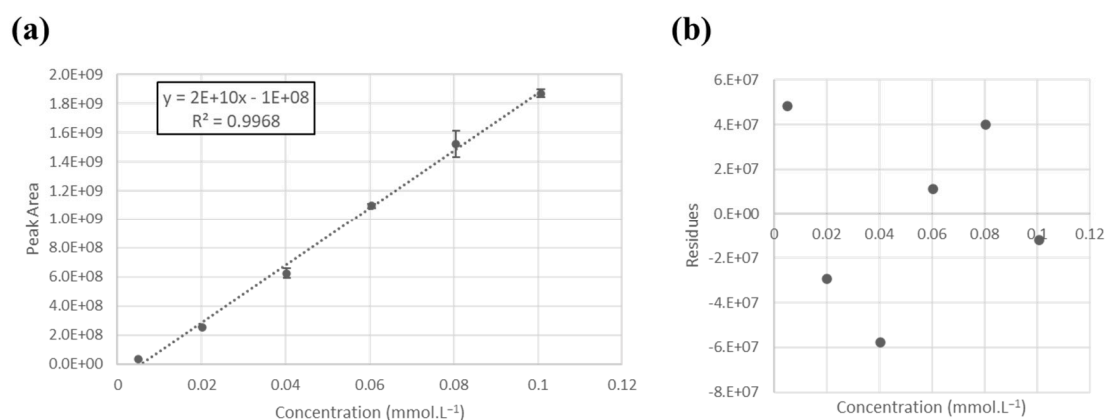 (a)
Peak Area
2.0E+09
1.8E+09
1.6E+09
1.4E+09
1.2E+09
1.0E+09
8.0E+08
6.0E+08
4.0E+08
2.0E+08
0.0E+00
y = 2E+10x - 1E+08
R² = 0.9968
0 0.02 0.04 0.06 0.08 0.1 0.12
Concentration (mmol.L⁻¹)
(b)
Residues
6.E+07
4.E+07
2.E+07
0.E+00
-2.E+07
-4.E+07
-6.E+07
-8.E+07
0 0.02 0.04 0.06 0.08 0.1 0.12
Concentration (mmol.L⁻¹)